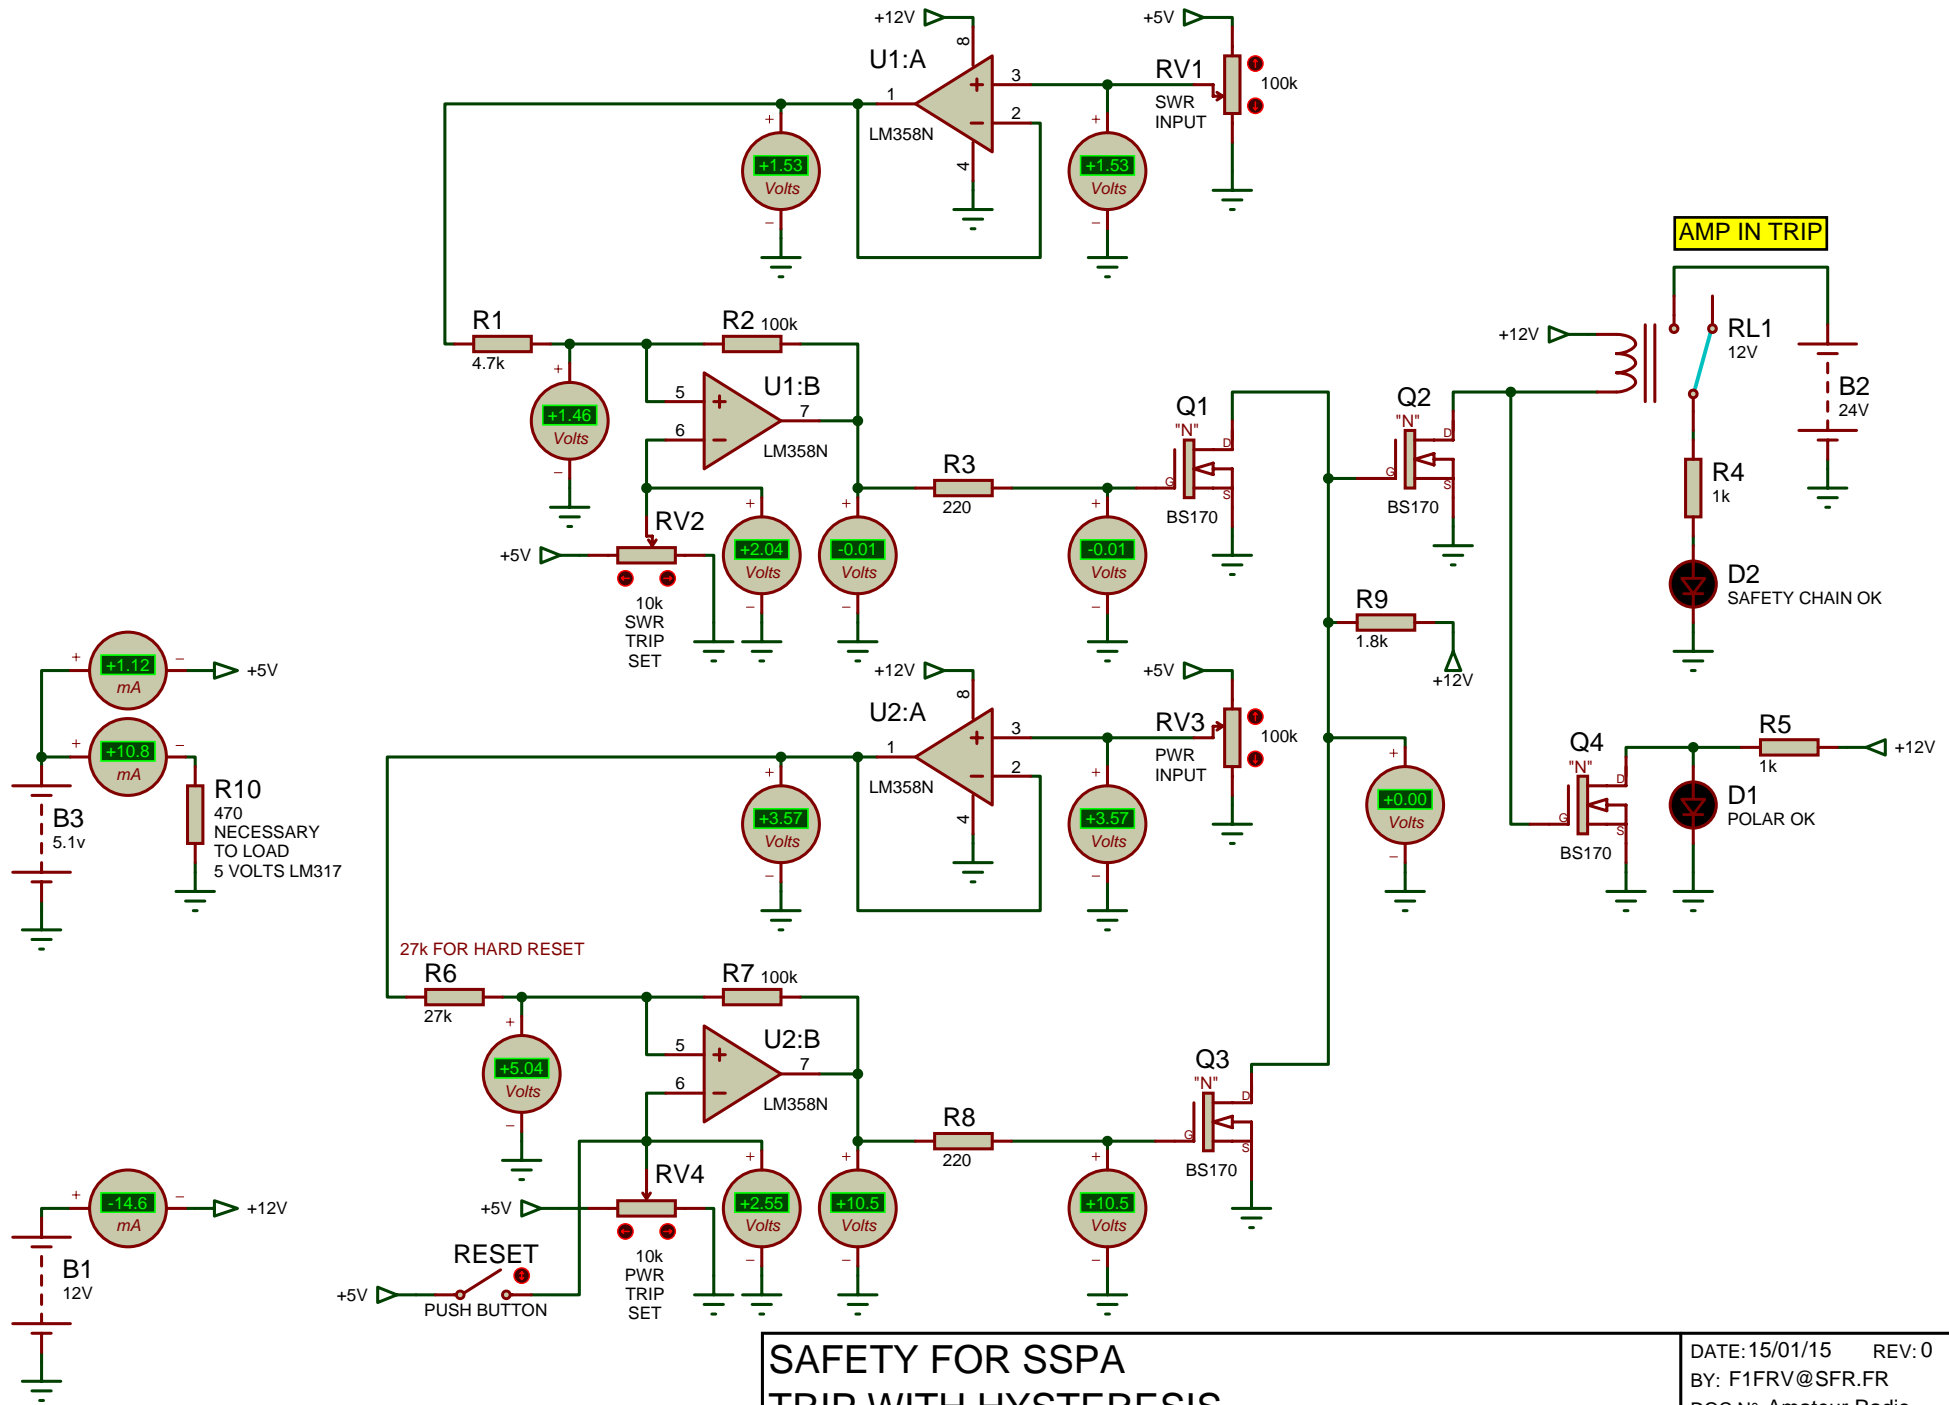 +12V
+5V
U1:A
8
3
1
2
4
LM358N
RV1
SWR
INPUT
100k
+
+1.53
Volts
−
+
+1.53
Volts
−
AMP IN TRIP
R1
4.7k
R2 100k
+
+1.46
Volts
−
U1:B
5
6
7
LM358N
RV2
+5V
10k
SWR
TRIP
SET
+
+2.04
Volts
−
+
-0.01
Volts
−
R3
220
+
-0.01
Volts
−
Q1
"N"
D
G
S
BS170
Q2
"N"
D
G
S
BS170
+12V
RL1
12V
B2
24V
R4
1k
D2
SAFETY CHAIN OK
R9
1.8k
+12V
+
+1.12
mA
−
+5V
+
+10.8
mA
−
B3
5.1v
R10
470
NECESSARY
TO LOAD
5 VOLTS LM317
+12V
+5V
U2:A
8
3
1
2
4
LM358N
RV3
PWR
INPUT
100k
+
+3.57
Volts
−
+
+3.57
Volts
−
+
+0.00
Volts
−
Q4
"N"
D
G
S
BS170
R5
1k
+12V
D1
POLAR OK
27k FOR HARD RESET
R6
27k
R7 100k
+
+5.04
Volts
−
U2:B
5
6
7
LM358N
RV4
+5V
10k
PWR
TRIP
SET
+
+2.55
Volts
−
+
+10.5
Volts
−
R8
220
+
+10.5
Volts
−
Q3
"N"
D
G
S
BS170
+
-14.6
mA
−
+12V
B1
12V
RESET
+5V
PUSH BUTTON
SAFETY FOR SSPA
TRIP WITH HYSTERESIS
DATE: 15/01/15 REV: 0
BY: F1FRV@SFR.FR
DOC N° Amateur Radio